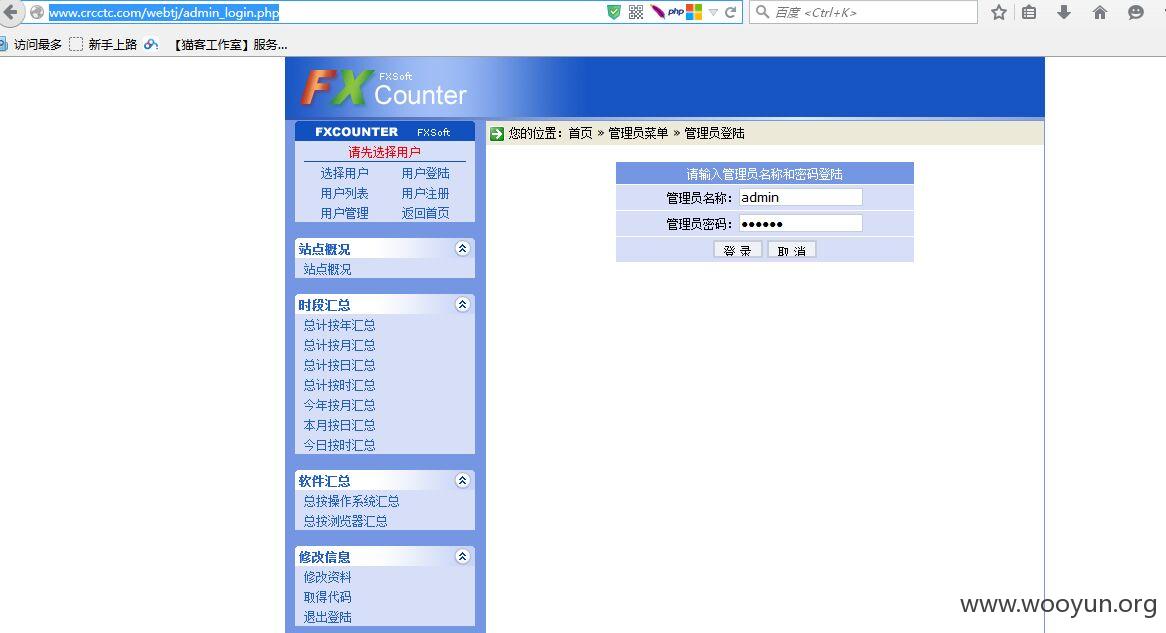 www.crcctc.com/webtj/admin_login.php
php
百度 <Ctrl+K>
访问最多 新手上路 【猫客工作室】服务...
FX FXSoft
Counter
FXCOUNTER FXSoft
您的位置：首页 » 管理员菜单 » 管理员登陆
请先选择用户
选择用户 用户登陆
用户列表 用户注册
用户管理 返回首页
请输入管理员名称和密码登陆
管理员名称： admin
管理员密码： ••••••
登 录 取 消
站点概况
站点概况
时段汇总
总计按年汇总
总计按月汇总
总计按日汇总
总计按时汇总
今年按月汇总
本月按日汇总
今日按时汇总
软件汇总
总按操作系统汇总
总按浏览器汇总
修改信息
修改资料
取得代码
退出登陆
www.wooyun.org